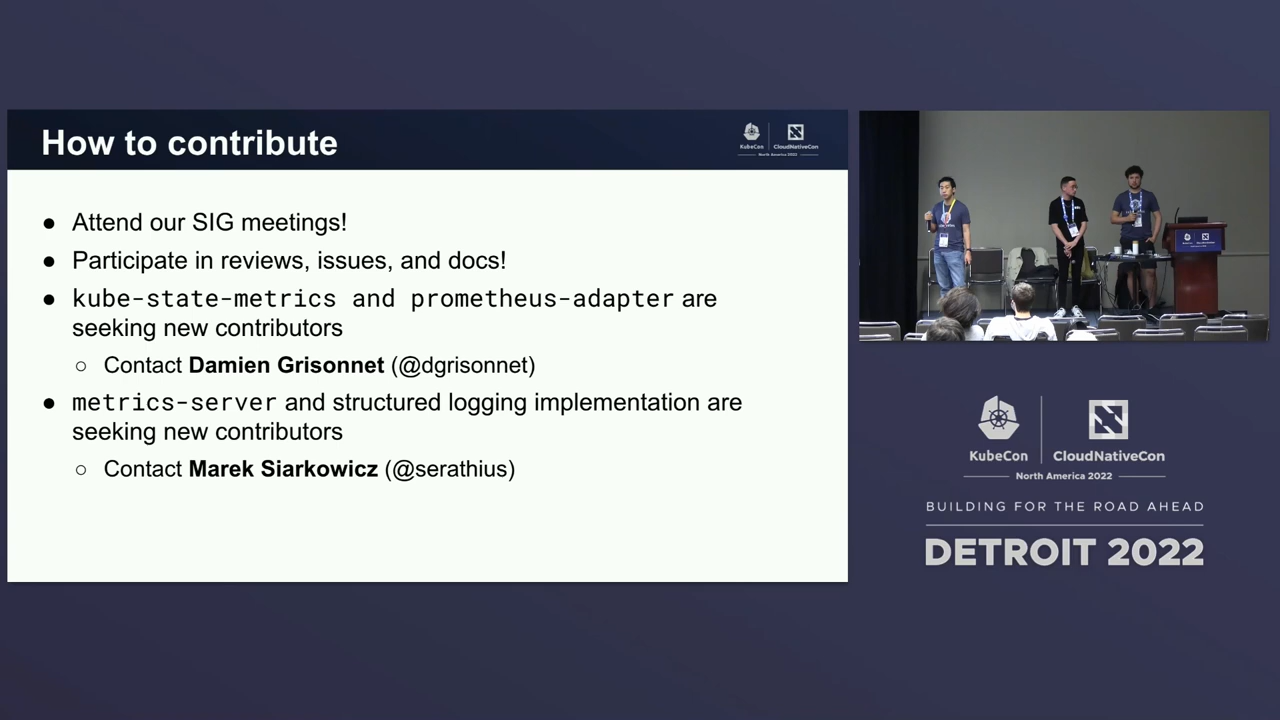 How to contribute
KubeCon
CloudNativeCon
North America 2022
● Attend our SIG meetings!
● Participate in reviews, issues, and docs!
● kube-state-metrics and prometheus-adapter are
seeking new contributors
○ Contact Damien Grisonnet (@dgrisonnet)
● metrics-server and structured logging implementation are
seeking new contributors
○ Contact Marek Siarkowicz (@serathius)
KubeCon
CloudNativeCon
North America 2022
BUILDING FOR THE ROAD AHEAD
DETROIT 2022